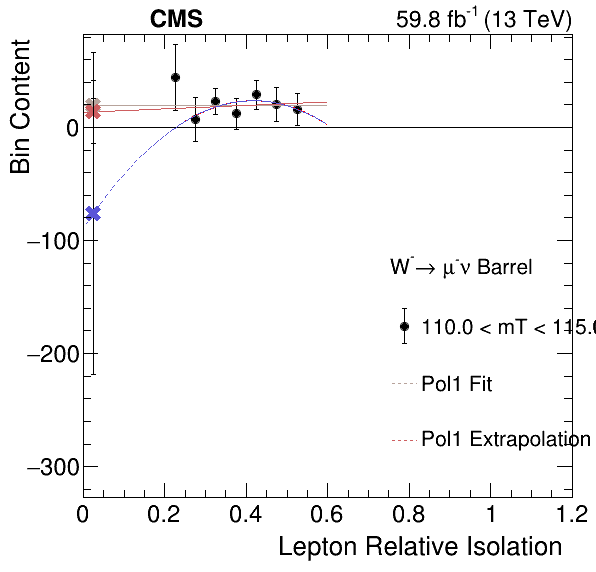 CMS
59.8 fb⁻¹ (13 TeV)
Bin Content
0
−100
−200
−300
W⁻→ μ⁻ν Barrel
110.0 < mT < 115.0
Pol1 Fit
Pol1 Extrapolation
0 0.2 0.4 0.6 0.8 1 1.2
Lepton Relative Isolation